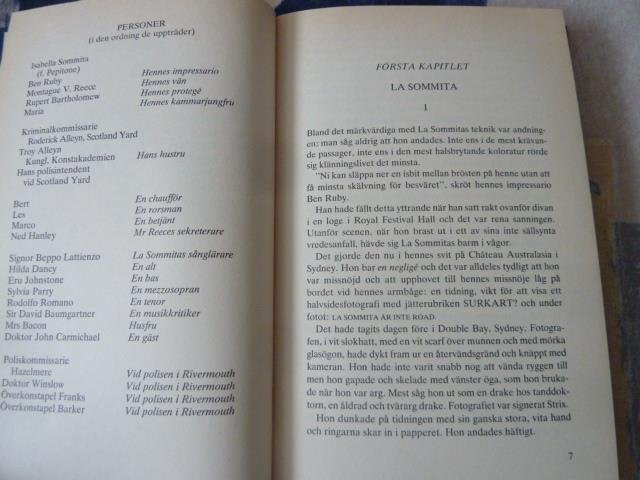 PERSONER
(i den ordning de uppträder)
Isabella Sommita
(f. Pepitone)
Ben Ruby Hennes impressario
Montague V. Reece Hennes vän
Rupert Bartholomew Hennes protegé
Maria Hennes kammarjungfru
Kriminalkommissarie
Roderick Alleyn, Scotland Yard
Troy Alleyn
Kungl. Konstakademien Hans hustru
Hans polisintendent
vid Scotland Yard
Bert En chaufför
Les En rorsman
Marco En betjänt
Ned Hanley Mr Reeces sekreterare
Signor Beppo Lattienzo La Sommitas sånglärare
Hilda Dancy En alt
Eru Johnstone En bas
Sylvia Parry En mezzosopran
Rodolfo Romano En tenor
Sir David Baumgartner En musikkritiker
Mrs Bacon Husfru
Doktor John Carmichael En gäst
Poliskommissarie
Hazelmere Vid polisen i Rivermouth
Doktor Winslow Vid polisen i Rivermouth
Överkonstapel Franks Vid polisen i Rivermouth
Överkonstapel Barker Vid polisen i Rivermouth
FÖRSTA KAPITLET
LA SOMMITA
I
Bland det märkvärdiga med La Sommitas teknik var andning-
en: man såg aldrig att hon andades. Inte ens i de mest krävan-
de passager, inte ens i den mest halsbrytande koloratur rörde
sig klänningslivet det minsta.
"Ni kan släppa ner en isbit mellan brösten på henne utan att
få minsta skälvning för besväret", skröt hennes impressario
Ben Ruby.
Han hade fällt detta yttrande när han satt rakt ovanför divan
i en loge i Royal Festival Hall och det var rena sanningen.
Utanför scenen, när hon brast ut i ett av sina inte sällsynta
vredesanfall, hävde sig La Sommitas barm i vågor.
Det gjorde den nu i hennes svit på Château Australasia i
Sydney. Hon bar en negligé och det var alldeles tydligt att hon
var missnöjd och att upphovet till hennes missnöje låg på
bordet vid hennes armbåge: en tidning, vikt för att visa ett
halvsidesfotografi med jätterubriken SURKART? och under
fotot: LA SOMMITA ÄR INTE ROAD.
Det hade tagits dagen före i Double Bay, Sydney. Fotogra-
fen, i vit slokhatt, med en vit scarf över munnen och med mörka
glasögon, hade dykt fram ur en återvändsgränd och knäppt med
kameran. Hon hade inte varit snabb nog att vända ryggen till
men hon gapade och skelade med vänster öga, som hon bruka-
de när hon var arg. Mest såg hon ut som en drake hos tanddok-
torn, en åldrad och tvärarg drake. Fotografiet var signerat Strix.
Hon dunkade på tidningen med sin ganska stora, vita hand
och ringarna skar in i papperet. Hon andades häftigt.
7